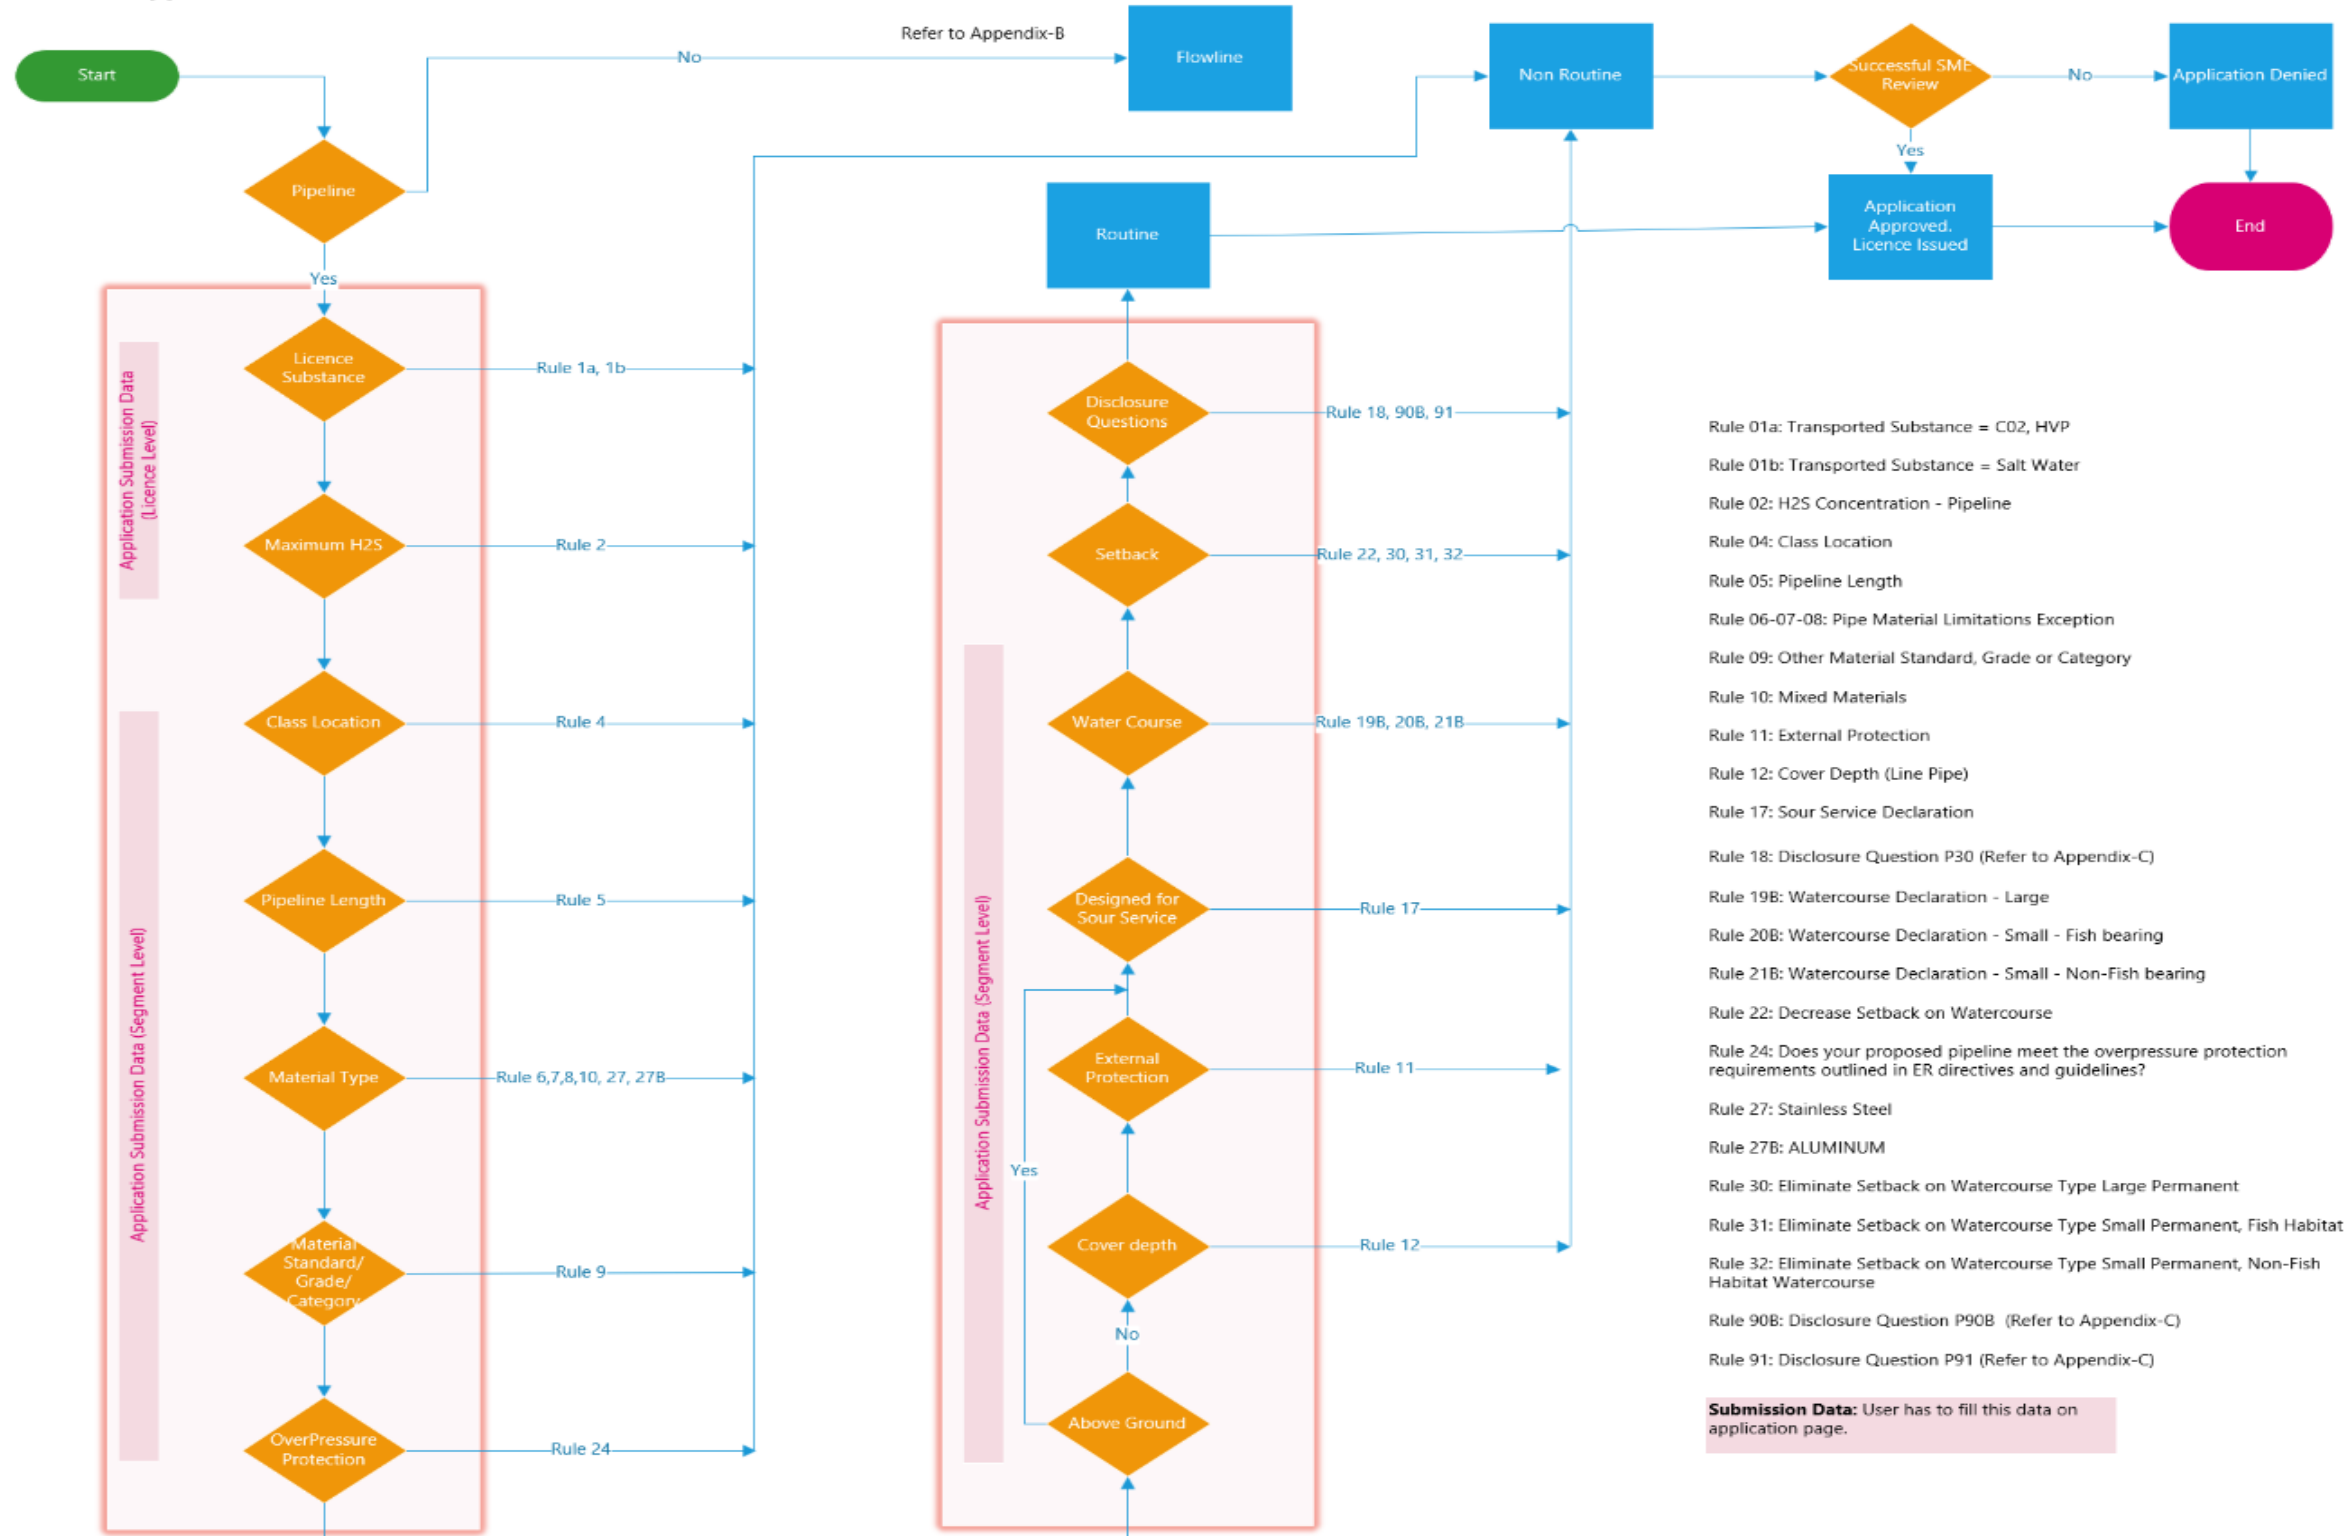 Refer to Appendix-B
Start
No
Flowline
Non Routine
Successful SME
Review
No
Application Denied
Yes
Pipeline
Routine
Application
Approved.
Licence Issued
End
Yes
Application Submission Data
(Licence Level)
Licence
Substance
Rule 1a, 1b
Maximum H2S
Rule 2
Application Submission Data (Segment Level)
Class Location
Rule 4
Pipeline Length
Rule 5
Material Type
Rule 6,7,8,10, 27, 27B
Material
Standard/
Grade/
Category
Rule 9
OverPressure
Protection
Rule 24
Application Submission Data (Segment Level)
Disclosure
Questions
Rule 18, 90B, 91
Setback
Rule 22, 30, 31, 32
Water Course
Rule 19B, 20B, 21B
Designed for
Sour Service
Rule 17
External
Protection
Rule 11
Yes
Cover depth
Rule 12
No
Above Ground
Rule 01a: Transported Substance = C02, HVP
Rule 01b: Transported Substance = Salt Water
Rule 02: H2S Concentration - Pipeline
Rule 04: Class Location
Rule 05: Pipeline Length
Rule 06-07-08: Pipe Material Limitations Exception
Rule 09: Other Material Standard, Grade or Category
Rule 10: Mixed Materials
Rule 11: External Protection
Rule 12: Cover Depth (Line Pipe)
Rule 17: Sour Service Declaration
Rule 18: Disclosure Question P30 (Refer to Appendix-C)
Rule 19B: Watercourse Declaration - Large
Rule 20B: Watercourse Declaration - Small - Fish bearing
Rule 21B: Watercourse Declaration - Small - Non-Fish bearing
Rule 22: Decrease Setback on Watercourse
Rule 24: Does your proposed pipeline meet the overpressure protection
requirements outlined in ER directives and guidelines?
Rule 27: Stainless Steel
Rule 27B: ALUMINUM
Rule 30: Eliminate Setback on Watercourse Type Large Permanent
Rule 31: Eliminate Setback on Watercourse Type Small Permanent, Fish Habitat
Rule 32: Eliminate Setback on Watercourse Type Small Permanent, Non-Fish
Habitat Watercourse
Rule 90B: Disclosure Question P90B (Refer to Appendix-C)
Rule 91: Disclosure Question P91 (Refer to Appendix-C)
Submission Data: User has to fill this data on
application page.